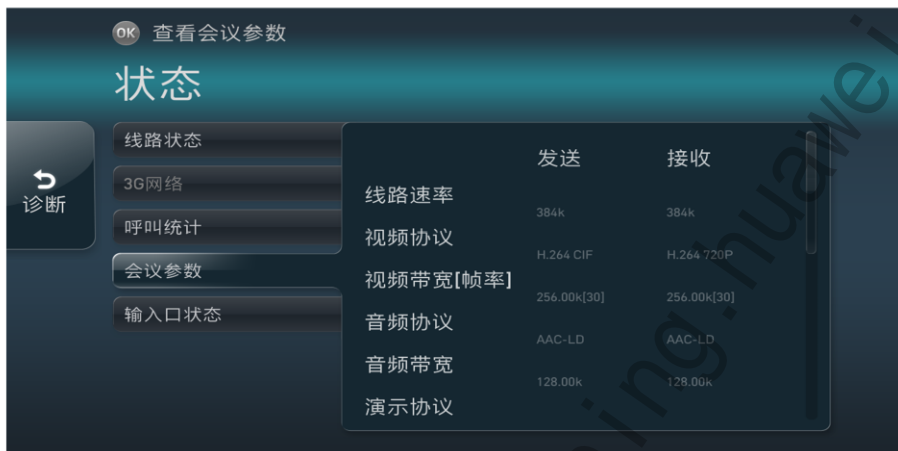 OK 查看会议参数
状态
诊断
线路状态
3G网络
呼叫统计
会议参数
输入口状态
发送 接收
线路速率 384k 384k
视频协议 H.264 CIF H.264 720P
视频带宽[帧率] 256.00k[30] 256.00k[30]
音频协议 AAC-LD AAC-LD
音频带宽 128.00k 128.00k
演示协议
ning.huawei